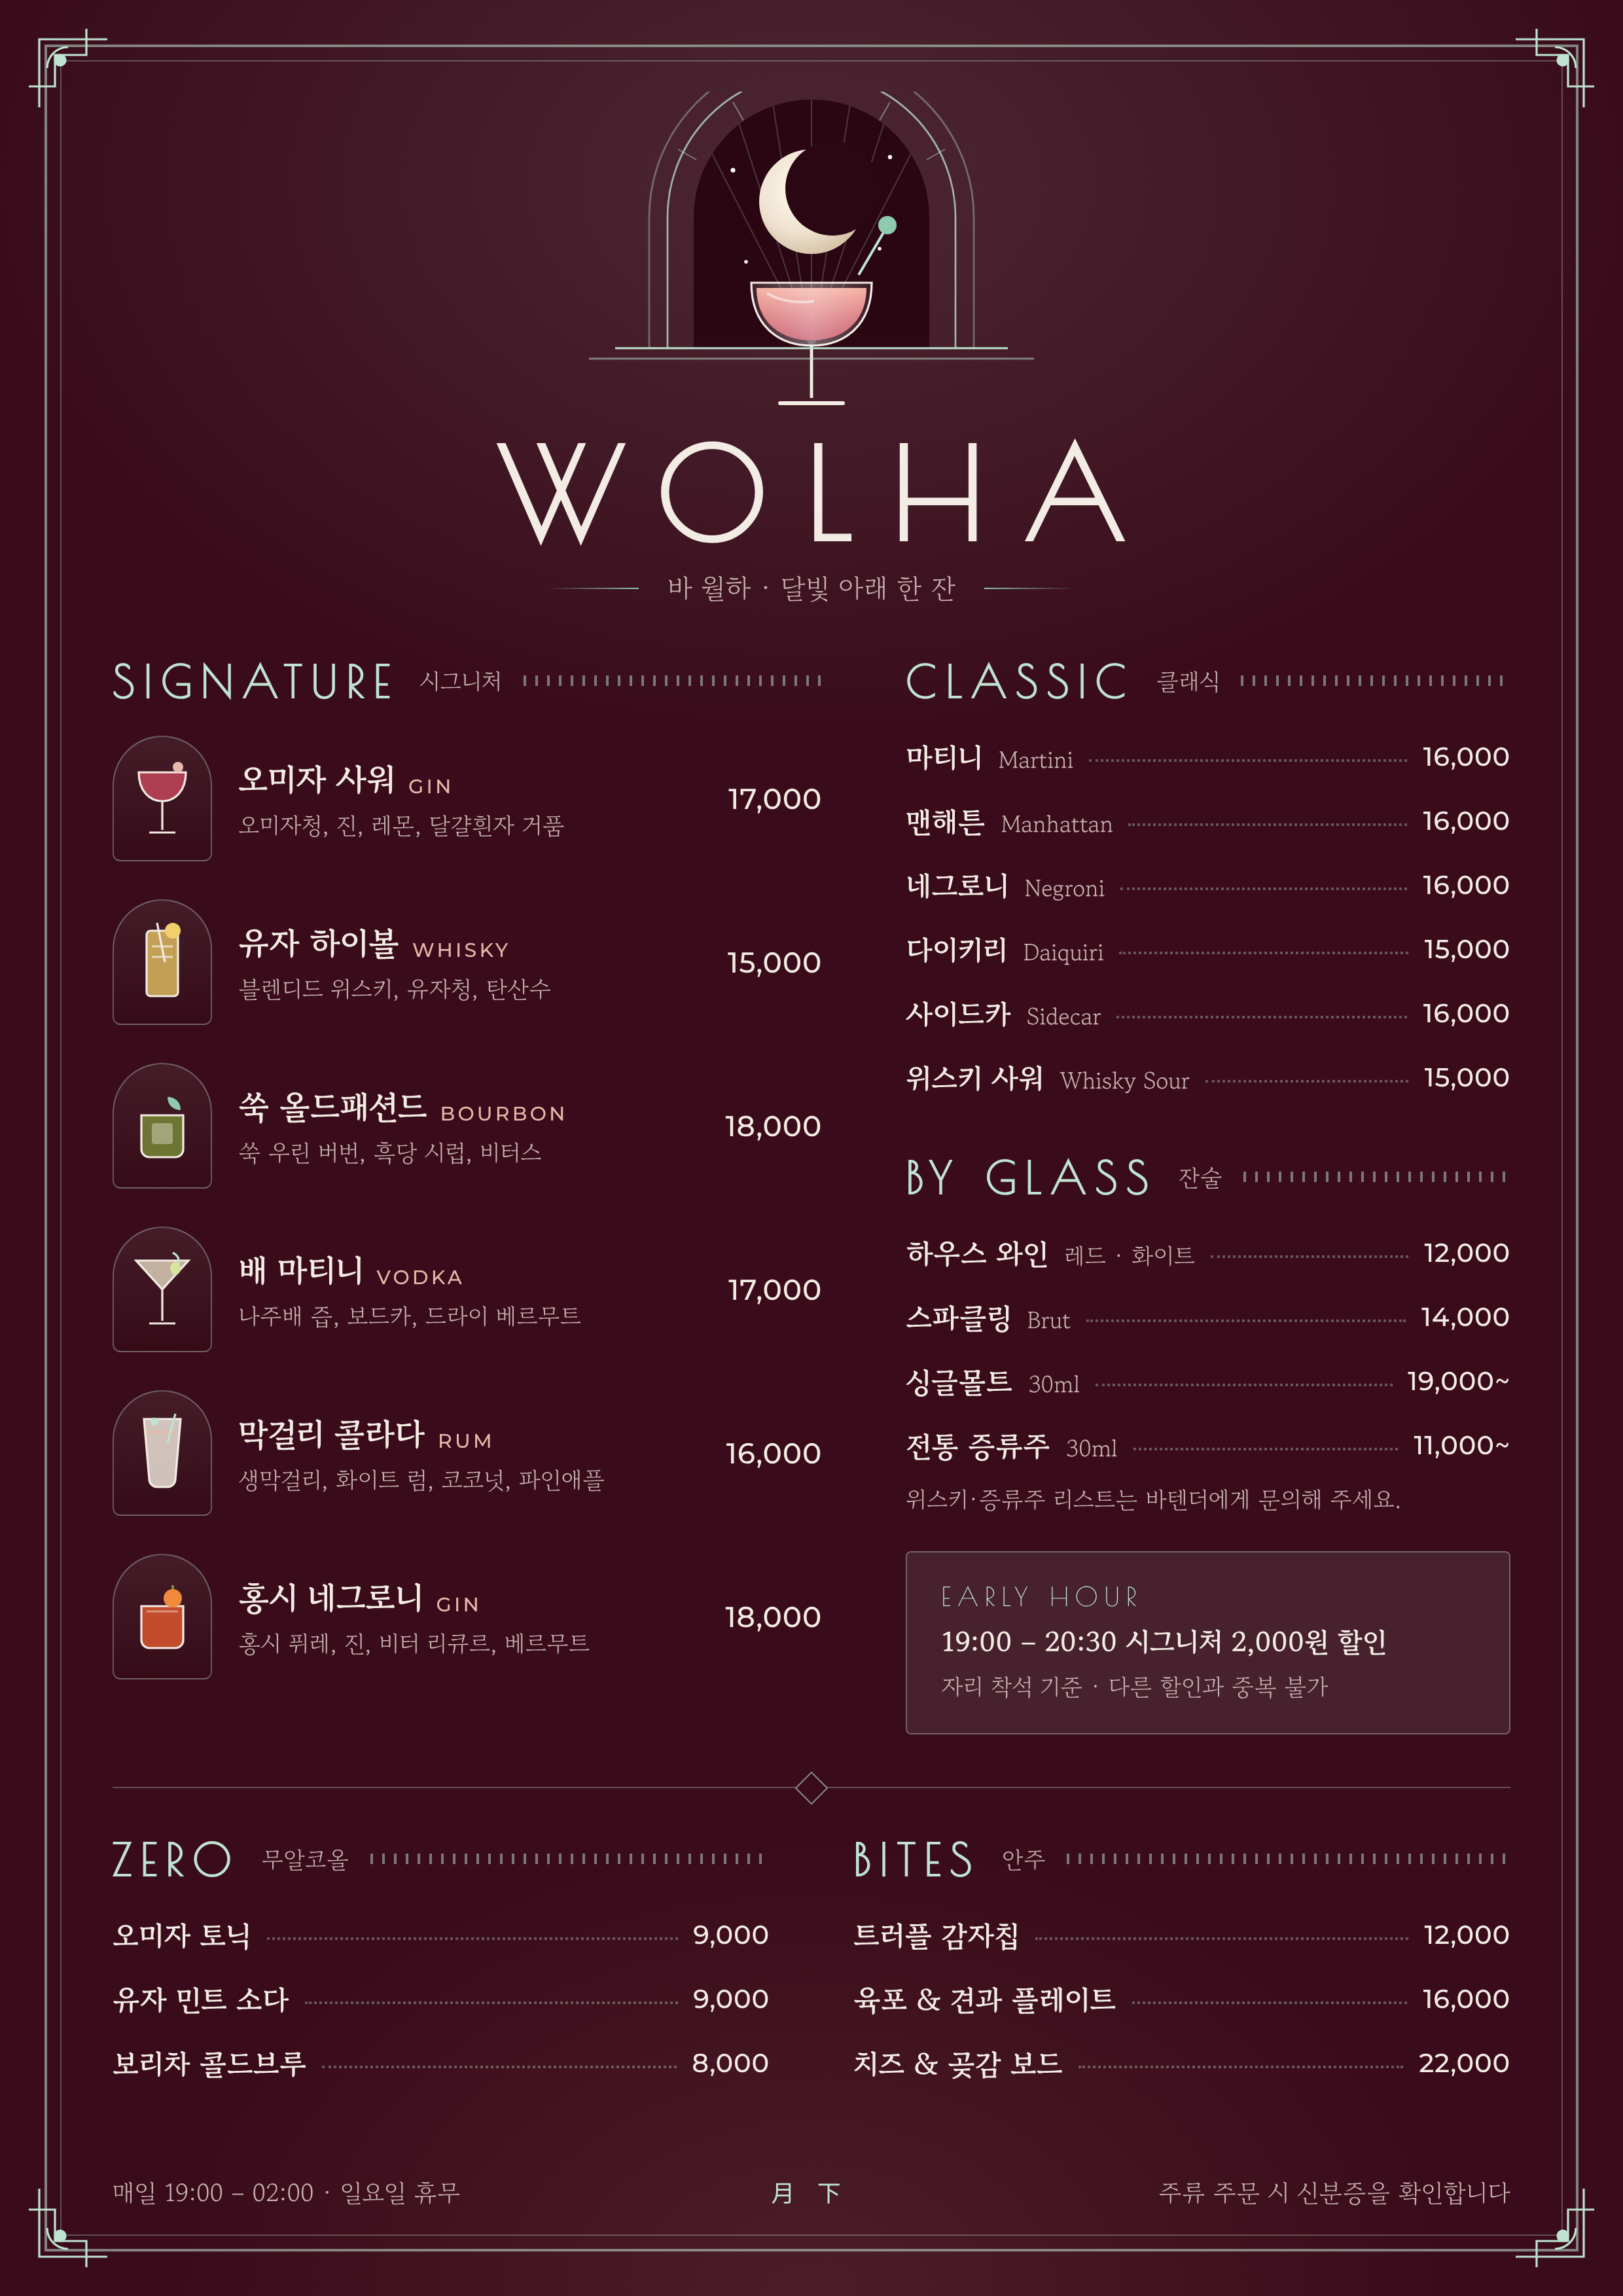 WOLHA
바 월하 · 달빛 아래 한 잔
SIGNATURE 시그니처
오미자 사워 GIN 17,000
오미자청, 진, 레몬, 달걀흰자 거품
유자 하이볼 WHISKY 15,000
블렌디드 위스키, 유자청, 탄산수
쑥 올드패션드 BOURBON 18,000
쑥 우린 버번, 흑당 시럽, 비터스
배 마티니 VODKA 17,000
나주배 즙, 보드카, 드라이 베르무트
막걸리 콜라다 RUM 16,000
생막걸리, 화이트 럼, 코코넛, 파인애플
홍시 네그로니 GIN 18,000
홍시 퓌레, 진, 비터 리큐르, 베르무트
CLASSIC 클래식
마티니 Martini 16,000
맨해튼 Manhattan 16,000
네그로니 Negroni 16,000
다이키리 Daiquiri 15,000
사이드카 Sidecar 16,000
위스키 사워 Whisky Sour 15,000
BY GLASS 잔술
하우스 와인 레드 · 화이트 12,000
스파클링 Brut 14,000
싱글몰트 30ml 19,000~
전통 증류주 30ml 11,000~
위스키·증류주 리스트는 바텐더에게 문의해 주세요.
EARLY HOUR
19:00 – 20:30 시그니처 2,000원 할인
자리 착석 기준 · 다른 할인과 중복 불가
ZERO 무알코올
오미자 토닉 9,000
유자 민트 소다 9,000
보리차 콜드브루 8,000
BITES 안주
트러플 감자칩 12,000
육포 & 견과 플레이트 16,000
치즈 & 곶감 보드 22,000
매일 19:00 – 02:00 · 일요일 휴무
月 下
주류 주문 시 신분증을 확인합니다